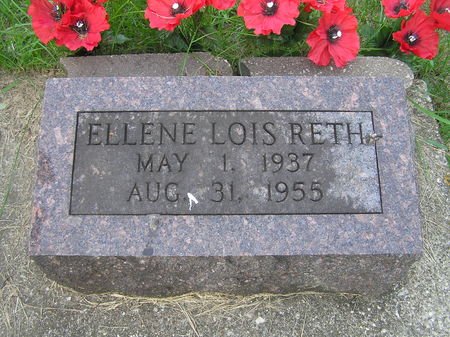 ELLENE LOIS RETH
MAY 1, 1937
AUG. 31, 1955